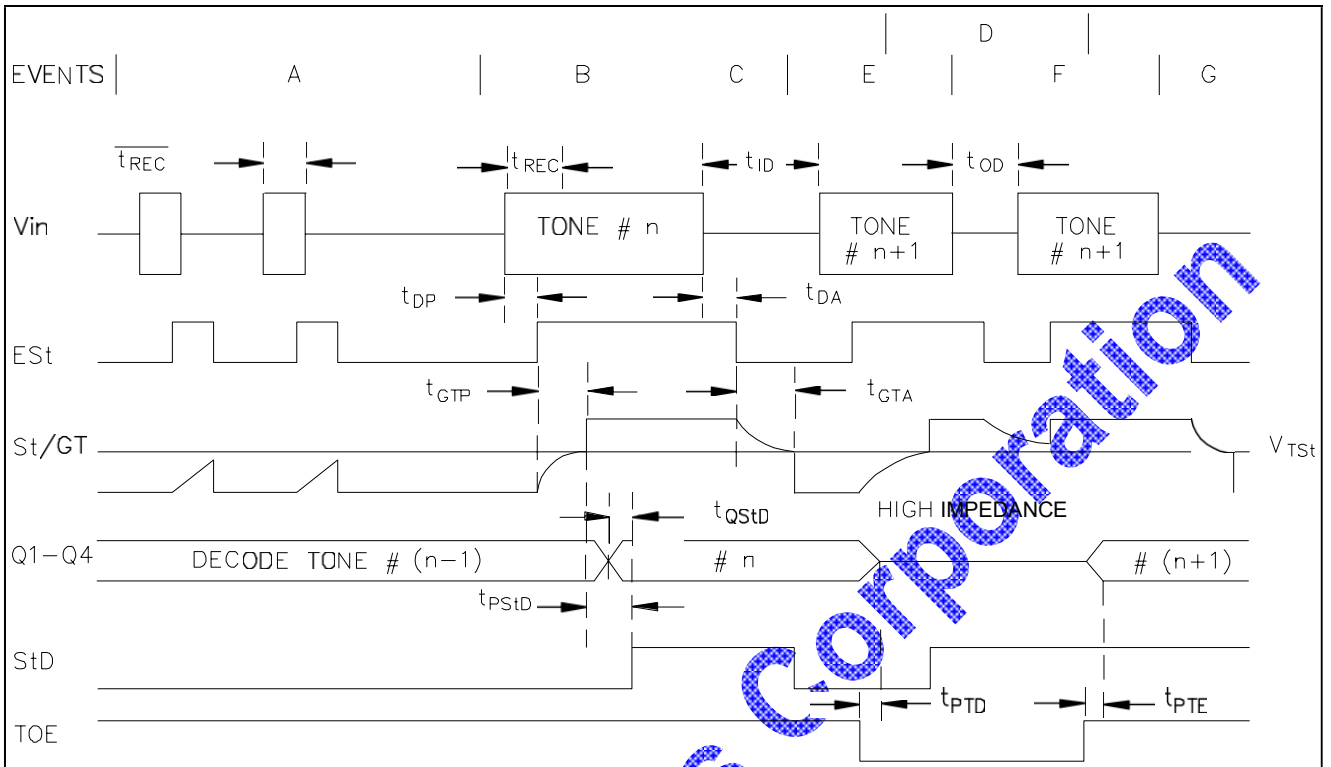 D
EVENTS A B C E F G
tREC tREC tID tOD
Vin TONE # n TONE # n+1 TONE # n+1
tDP tDA
ESt
tGTP tGTA
St/GT VTSt
tQStD HIGH IMPEDANCE
Q1-Q4 DECODE TONE # (n-1) # n # (n+1)
tPStD
StD
tPTD tPTE
TOE
Corporation